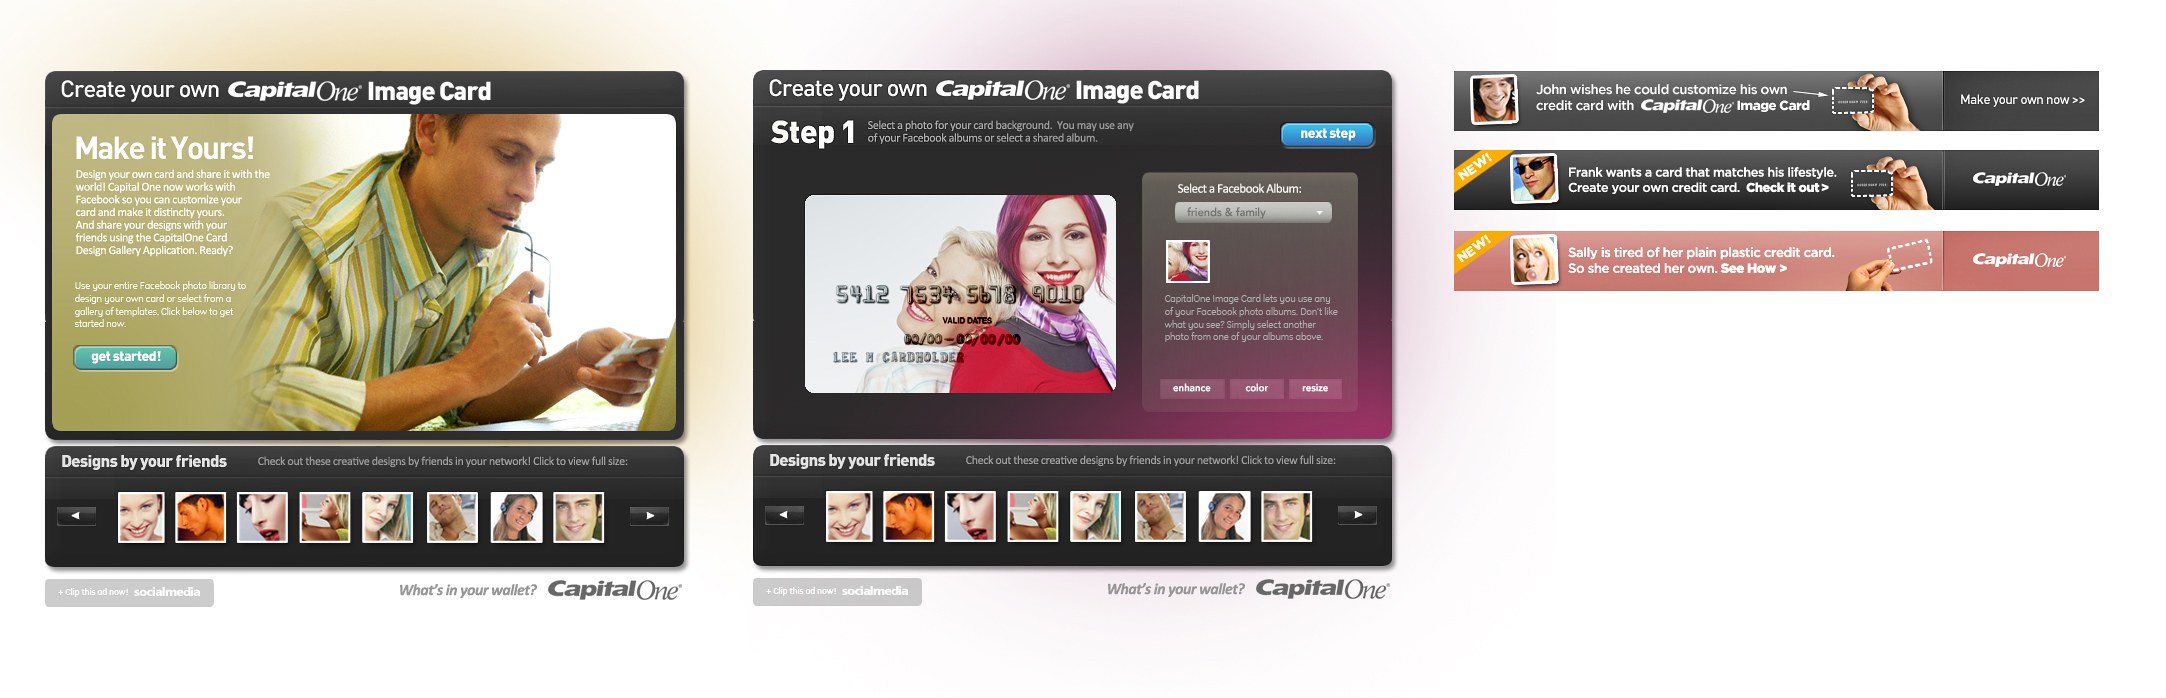 Create your own CapitalOne® Image Card
Make it Yours!
Design your own card and share it with the
world! Capital One now works with
Facebook so you can customize your
card and make it distinclty yours.
And share your designs with your
friends using the CapitalOne Card
Design Gallery Application. Ready?
Use your entire Facebook photo library to
design your own card or select from a
gallery of templates. Click below to get
started now.
get started!
Designs by your friends
Check out these creative designs by friends in your network! Click to view full size:
+ Clip this ad now! socialmedia
What's in your wallet? CapitalOne®
Create your own CapitalOne® Image Card
Step 1
Select a photo for your card background. You may use any
of your Facebook albums or select a shared album.
next step
Select a Facebook Album:
friends & family
5412 7534 5678 9010
VALID DATES
00/00 – 00/00/00
LEE M CARDHOLDER
CapitalOne Image Card lets you use any
of your Facebook photo albums. Don't like
what you see? Simply select another
photo from one of your albums above.
enhance
color
resize
Designs by your friends
Check out these creative designs by friends in your network! Click to view full size:
+ Clip this ad now! socialmedia
What's in your wallet? CapitalOne®
John wishes he could customize his own
credit card with CapitalOne® Image Card
Make your own now >>
NEW!
Frank wants a card that matches his lifestyle.
Create your own credit card. Check it out >
CapitalOne®
NEW!
Sally is tired of her plain plastic credit card.
So she created her own. See How >
CapitalOne®